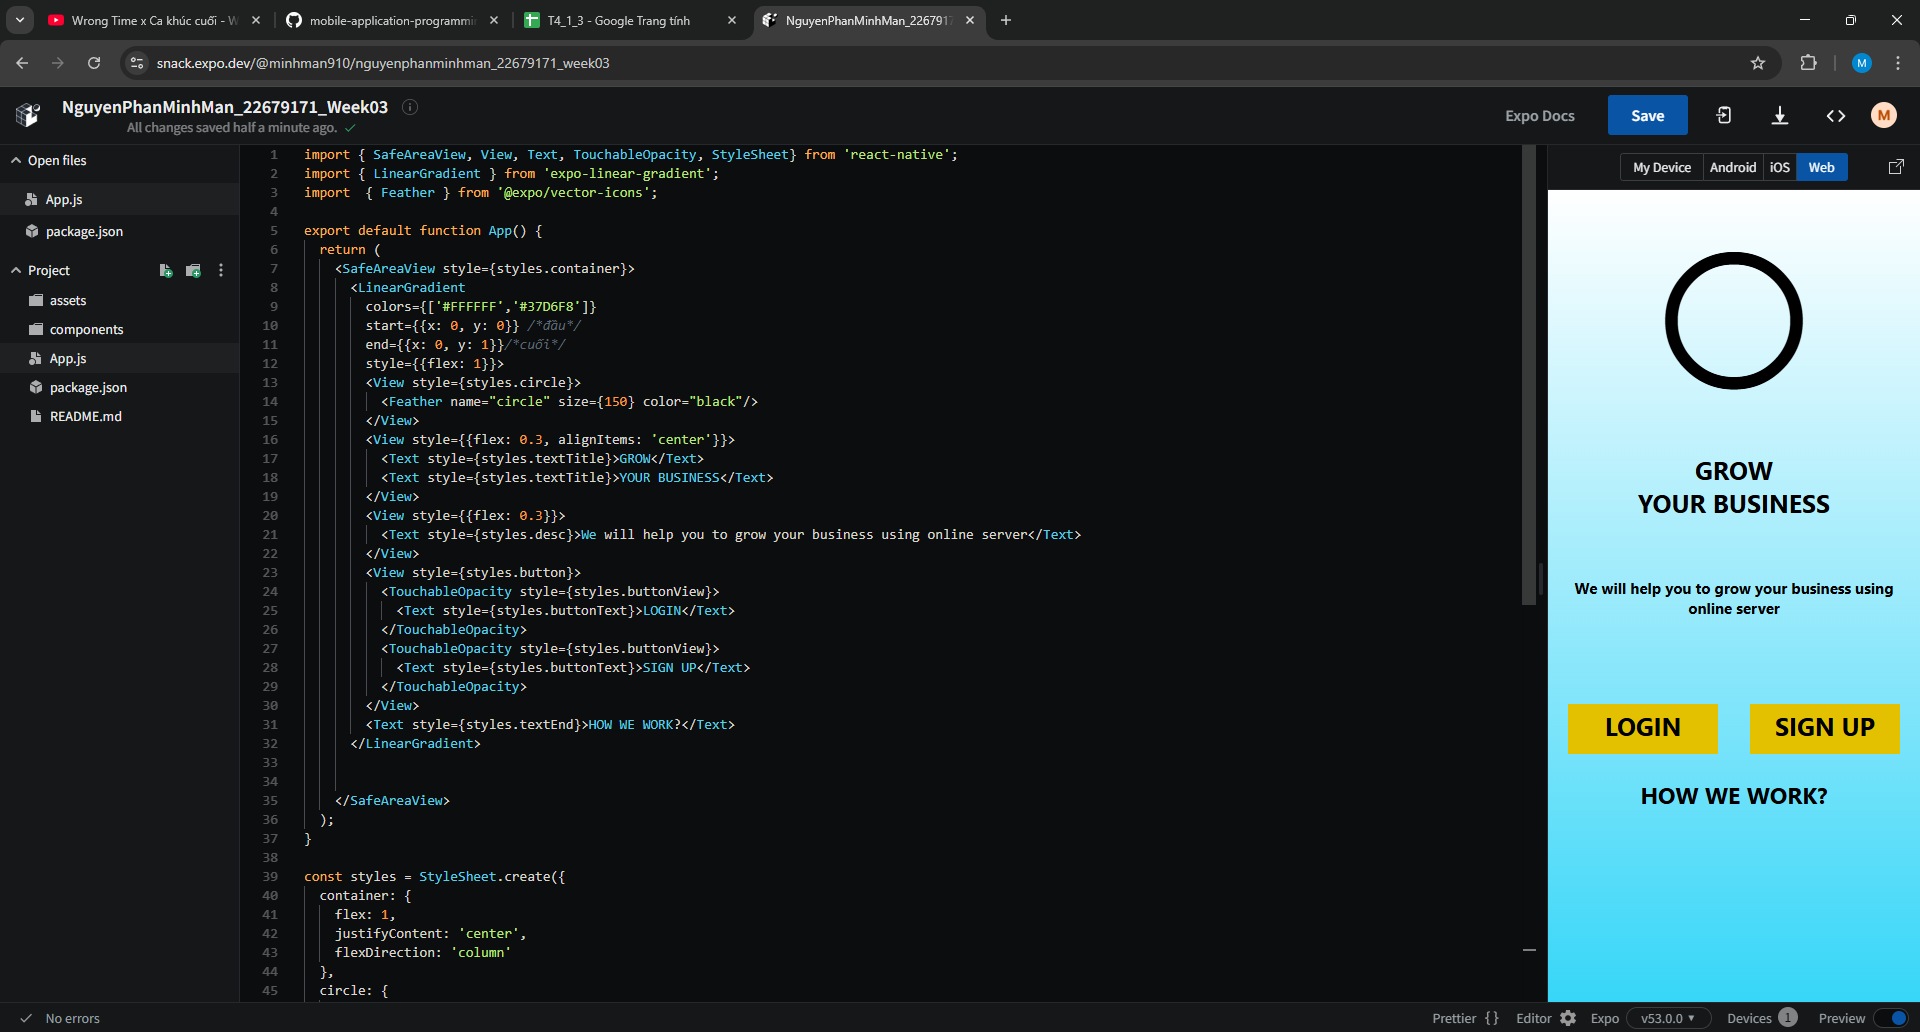 Wrong Time x Ca khúc cuối - W
mobile-application-programmin
T4_1_3 - Google Trang tính
NguyenPhanMinhMan_2267917
snack.expo.dev/@minhman910/nguyenphanminhman_22679171_week03
M
NguyenPhanMinhMan_22679171_Week03
All changes saved half a minute ago.
Expo Docs
Save
M
Open files
App.js
package.json
Project
assets
components
App.js
package.json
README.md
1 import { SafeAreaView, View, Text, TouchableOpacity, StyleSheet} from 'react-native';
2 import { LinearGradient } from 'expo-linear-gradient';
3 import  { Feather } from '@expo/vector-icons';
4
5 export default function App() {
6 return (
7 <SafeAreaView style={styles.container}>
8 <LinearGradient
9 colors={['#FFFFFF','#37D6F8']}
10 start={{x: 0, y: 0}} /*đầu*/
11 end={{x: 0, y: 1}}/*cuối*/
12 style={{flex: 1}}>
13 <View style={styles.circle}>
14 <Feather name="circle" size={150} color="black"/>
15 </View>
16 <View style={{flex: 0.3, alignItems: 'center'}}>
17 <Text style={styles.textTitle}>GROW</Text>
18 <Text style={styles.textTitle}>YOUR BUSINESS</Text>
19 </View>
20 <View style={{flex: 0.3}}>
21 <Text style={styles.desc}>We will help you to grow your business using online server</Text>
22 </View>
23 <View style={styles.button}>
24 <TouchableOpacity style={styles.buttonView}>
25 <Text style={styles.buttonText}>LOGIN</Text>
26 </TouchableOpacity>
27 <TouchableOpacity style={styles.buttonView}>
28 <Text style={styles.buttonText}>SIGN UP</Text>
29 </TouchableOpacity>
30 </View>
31 <Text style={styles.textEnd}>HOW WE WORK?</Text>
32 </LinearGradient>
33
34
35 </SafeAreaView>
36 );
37 }
38
39 const styles = StyleSheet.create({
40 container: {
41 flex: 1,
42 justifyContent: 'center',
43 flexDirection: 'column'
44 },
45 circle: {
My Device Android iOS Web
GROW
YOUR BUSINESS
We will help you to grow your business using
online server
LOGIN SIGN UP
HOW WE WORK?
No errors
Prettier {} Editor Expo v53.0.0 Devices 1 Preview